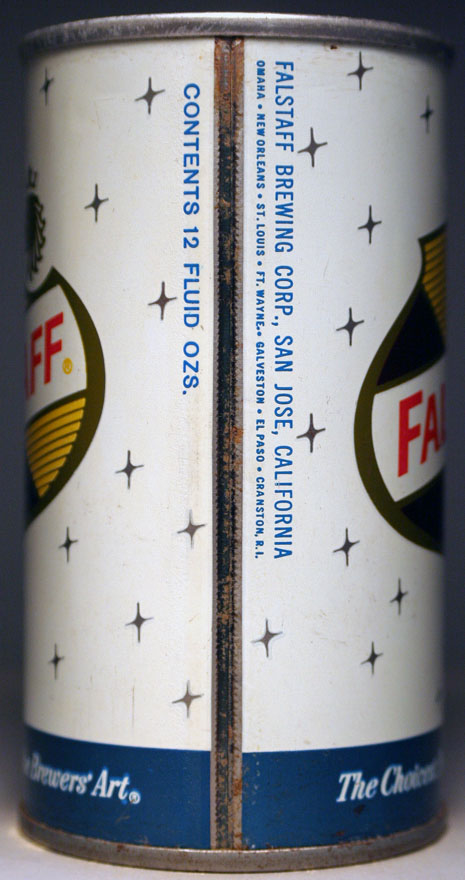 FALSTAFF BREWING CORP., SAN JOSE, CALIFORNIA
OMAHA • NEW ORLEANS • ST. LOUIS • FT. WAYNE • GALVESTON • EL PASO • CRANSTON, R.I.
CONTENTS 12 FLUID OZS.
Brewers' Art®
The